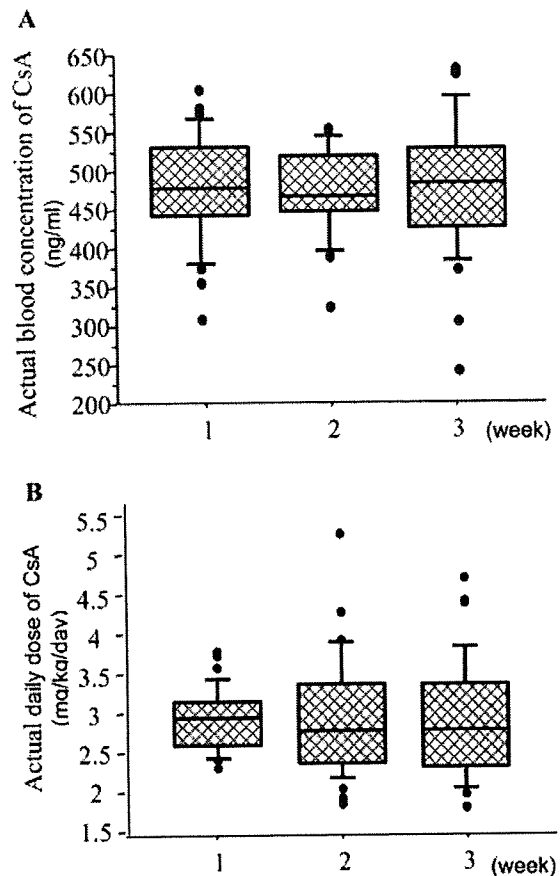 A
Actual blood concentration of CsA
(ng/ml)
650
600
550
500
450
400
350
300
250
200
1 2 3 (week)
B
Actual daily dose of CsA
(mg/kg/day)
5.5
5
4.5
4
3.5
3
2.5
2
1.5
1 2 3 (week)